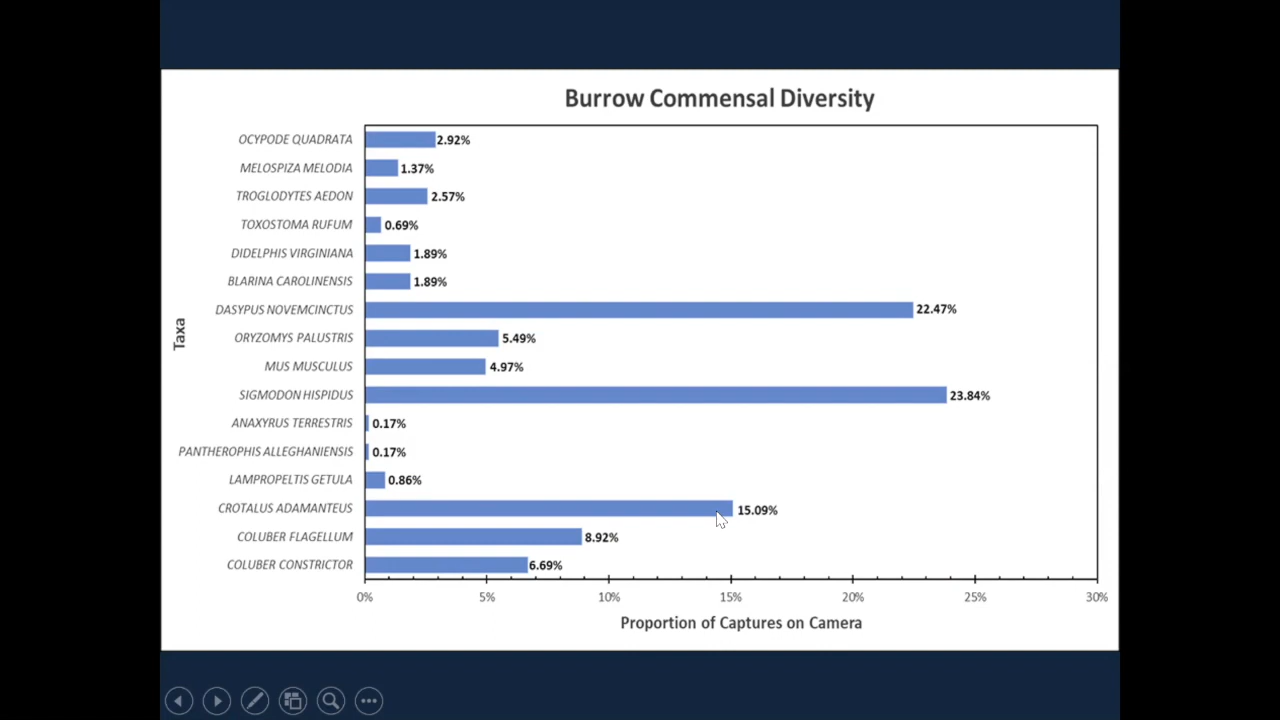 Burrow Commensal Diversity
OCYPODE QUADRATA 2.92%
MELOSPIZA MELODIA 1.37%
TROGLODYTES AEDON 2.57%
TOXOSTOMA RUFUM 0.69%
DIDELPHIS VIRGINIANA 1.89%
BLARINA CAROLINENSIS 1.89%
DASYPUS NOVEMCINCTUS 22.47%
ORYZOMYS PALUSTRIS 5.49%
MUS MUSCULUS 4.97%
SIGMODON HISPIDUS 23.84%
ANAXYRUS TERRESTRIS 0.17%
PANTHEROPHIS ALLEGHANIENSIS 0.17%
LAMPROPELTIS GETULA 0.86%
CROTALUS ADAMANTEUS 15.09%
COLUBER FLAGELLUM 8.92%
COLUBER CONSTRICTOR 6.69%
Taxa
0% 5% 10% 15% 20% 25% 30%
Proportion of Captures on Camera